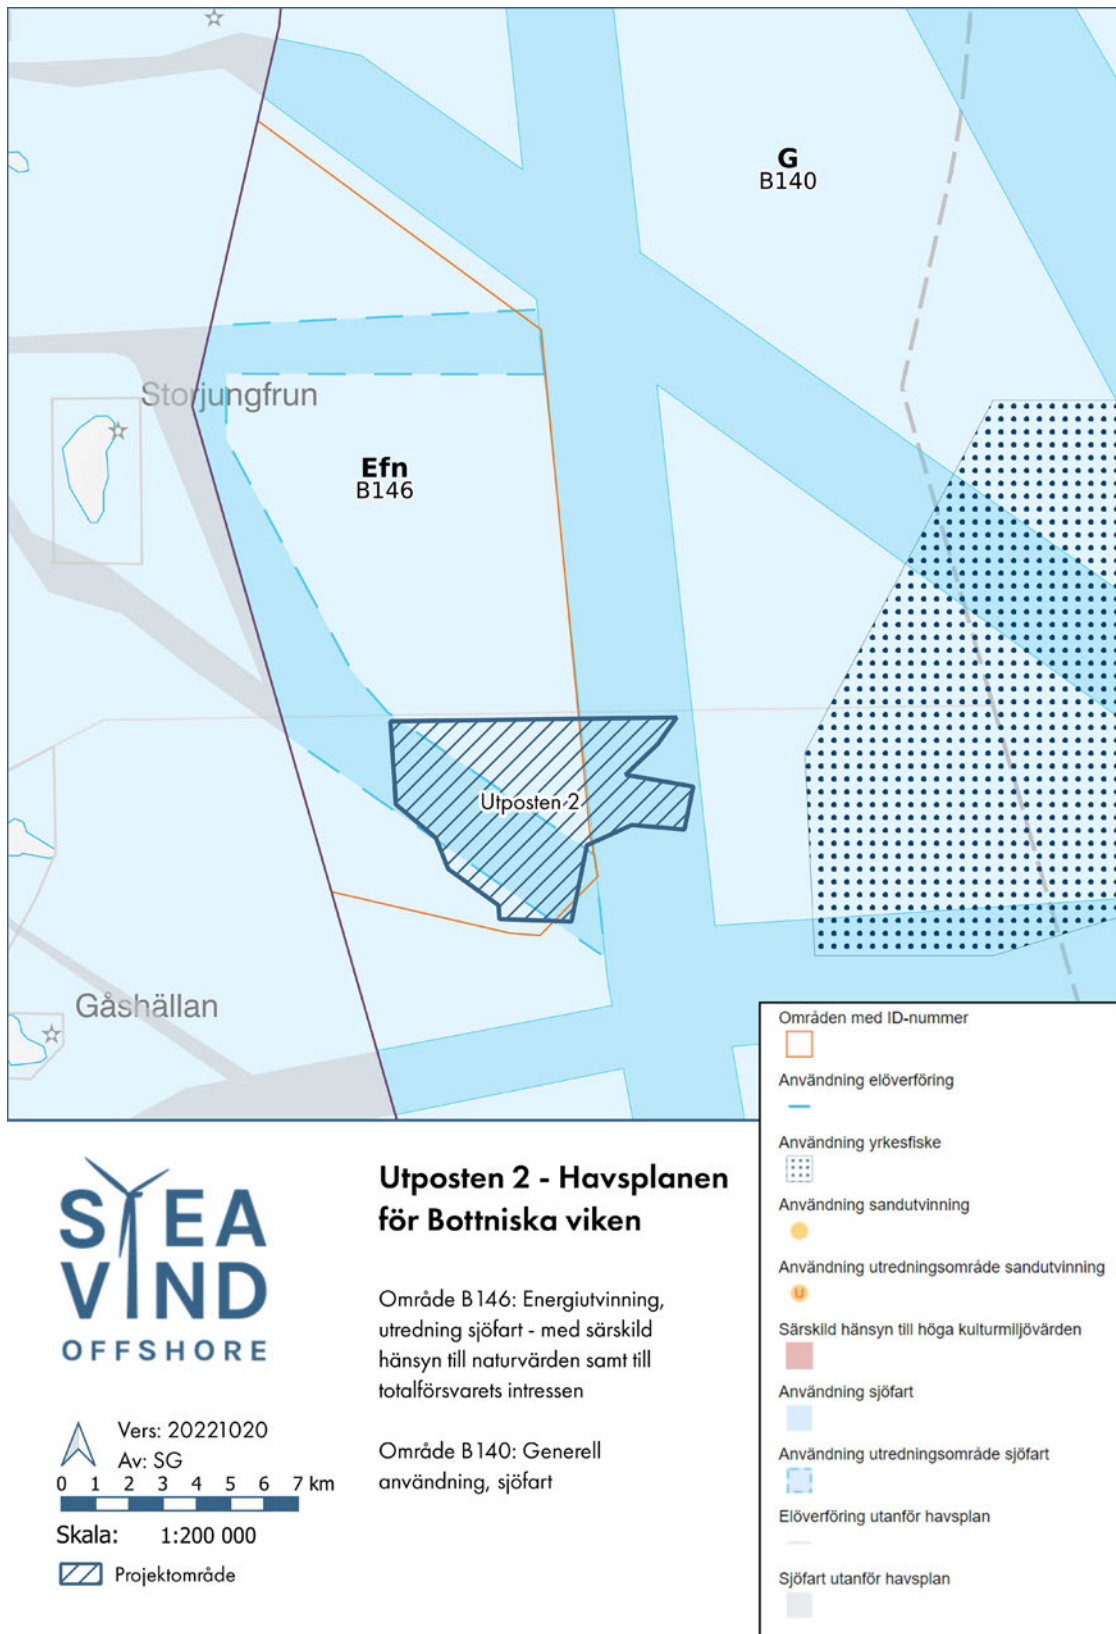 G
B140
Storjungfrun
Efn
B146
Utposten 2
Gåshällan
Områden med ID-nummer
Användning elöverföring
Användning yrkesfiske
Användning sandutvinning
Användning utredningsområde sandutvinning
U
Särskild hänsyn till höga kulturmiljövärden
Användning sjöfart
Användning utredningsområde sjöfart
Elöverföring utanför havsplan
Sjöfart utanför havsplan
SVEA
VIND
OFFSHORE
Utposten 2 - Havsplanen
för Bottniska viken
Område B146: Energiutvinning,
utredning sjöfart - med särskild
hänsyn till naturvärden samt till
totalförsvarets intressen
Område B140: Generell
användning, sjöfart
Vers: 20221020
Av: SG
0 1 2 3 4 5 6 7 km
Skala: 1:200 000
Projektområde